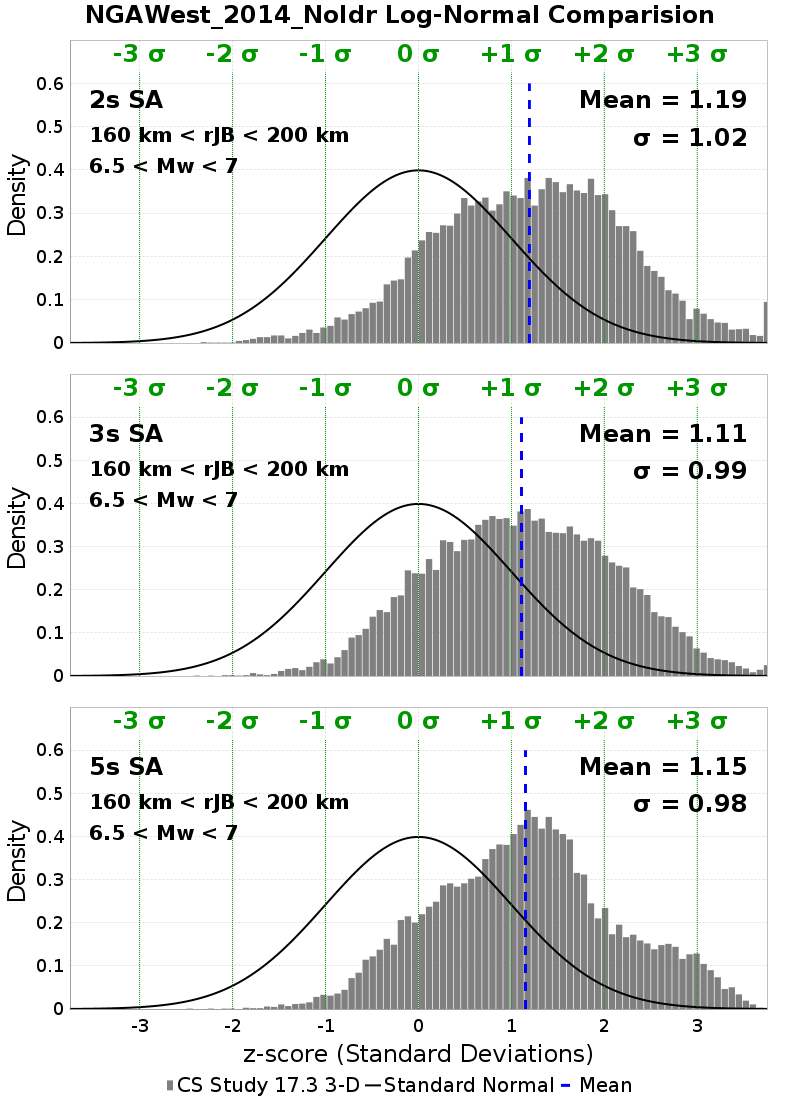 NGAWest_2014_NoIdr Log-Normal Comparision
-3 σ -2 σ -1 σ 0 σ +1 σ +2 σ +3 σ
2s SA
Mean = 1.19
160 km < rJB < 200 km
σ = 1.02
6.5 < Mw < 7
0.6
0.5
0.4
0.3
0.2
0.1
0
Density
-3 σ -2 σ -1 σ 0 σ +1 σ +2 σ +3 σ
3s SA
Mean = 1.11
160 km < rJB < 200 km
σ = 0.99
6.5 < Mw < 7
0.6
0.5
0.4
0.3
0.2
0.1
0
Density
-3 σ -2 σ -1 σ 0 σ +1 σ +2 σ +3 σ
5s SA
Mean = 1.15
160 km < rJB < 200 km
σ = 0.98
6.5 < Mw < 7
0.6
0.5
0.4
0.3
0.2
0.1
0
Density
-3 -2 -1 0 1 2 3
z-score (Standard Deviations)
CS Study 17.3 3-D Standard Normal Mean